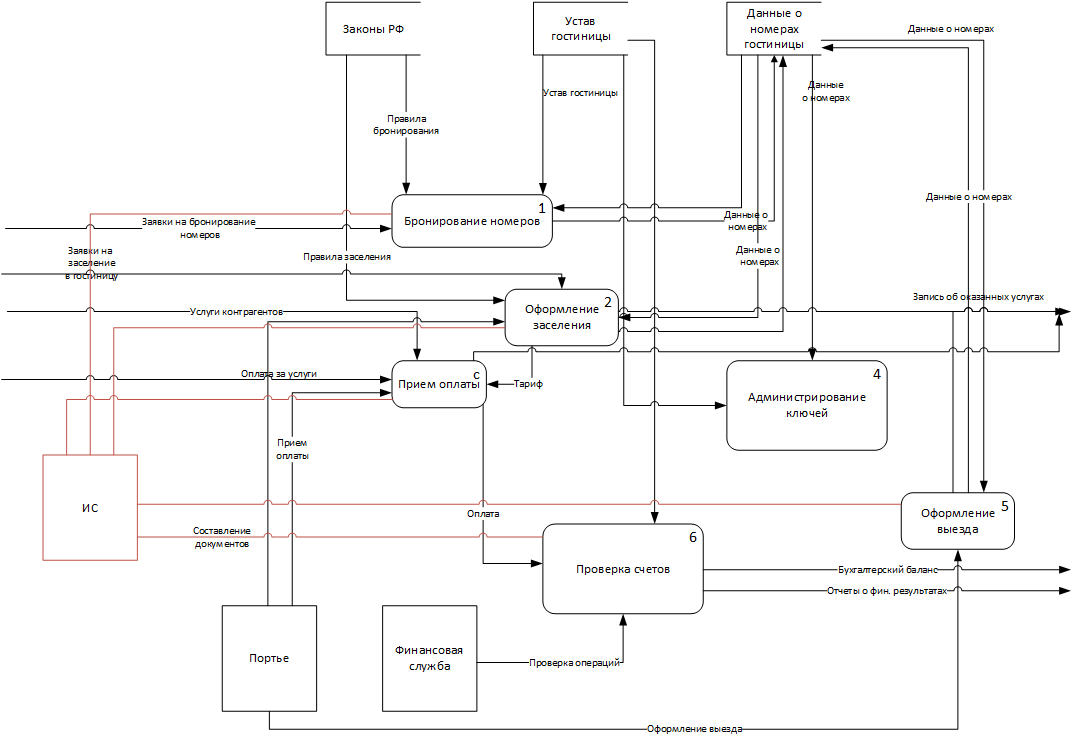 Законы РФ
Устав
гостиницы
Данные о
номерах
гостиницы
Данные о номерах
Устав гостиницы
Данные
о номерах
Правила
бронирования
Данные о номерах
1
Бронирование номеров
Заявки на бронирование
номеров
Данные о
номерах
Заявки на
заселение
в гостиницу
Правила заселения
Данные о
номерах
2
Оформление
заселения
Запись об оказанных услугах
Услуги контрагентов
Оплата за услуги
с
Прием оплаты
Тариф
4
Администрирование
ключей
Прием
оплаты
ИС
Оплата
5
Оформление
выезда
Составление
документов
6
Проверка счетов
Бухгалтерский баланс
Отчеты о фин. результатах
Портье
Финансовая
служба
Проверка операций
Оформление выезда